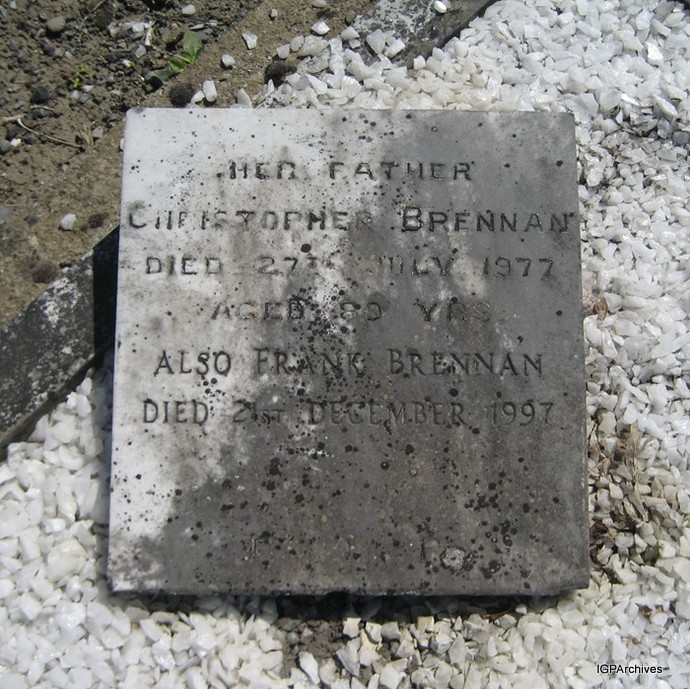 HER FATHER
CHRISTOPHER BRENNAN
DIED 27TH JULY 1977
AGED 80 YRS
ALSO FRANK BRENNAN
DIED 21ST DECEMBER 1997
IGPArchives